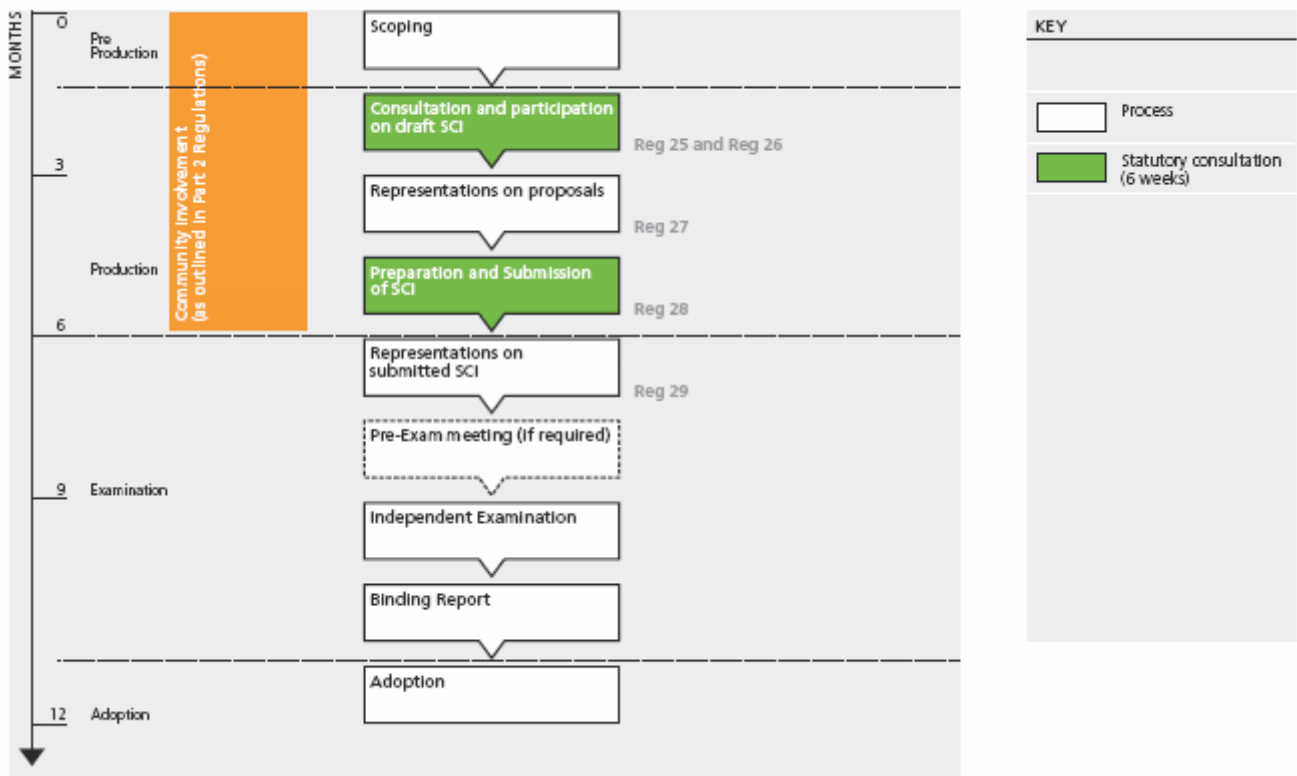 MONTHS
0
Pre
Production
Community Involvement
(as outlined in Part 2 Regulations)
Scoping
Consultation and participation
on draft SCI
Reg 25 and Reg 26
3
Representations on proposals
Reg 27
Production
Preparation and Submission
of SCI
Reg 28
6
Representations on
submitted SCI
Reg 29
Pre-Exam meeting (if required)
9
Examination
Independent Examination
Binding Report
Adoption
12
Adoption
KEY
Process
Statutory consultation
(6 weeks)